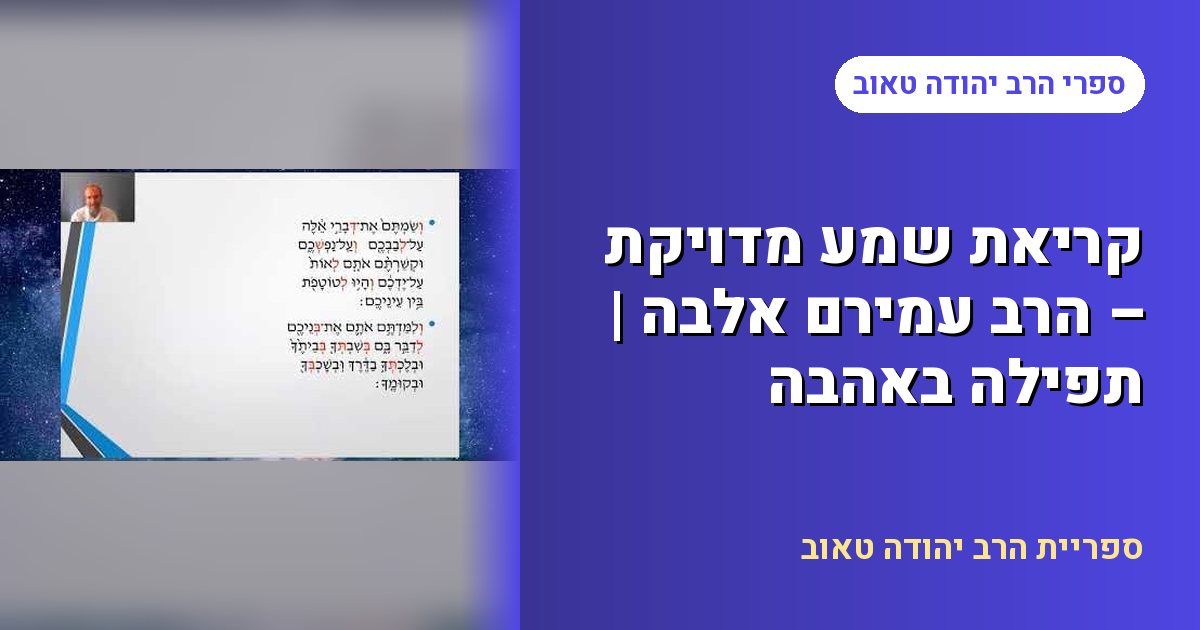 ספרי הרב יהודה טאוב
קריאת שמע מדויקת
– הרב עמירם אלבה |
תפילה באהבה
ספריית הרב יהודה טאוב
• וְשַׂמְתֶּם֙ אֶת־דְּבָרַ֣י אֵ֔לֶּה
עַל־לְבַבְכֶ֖ם וְעַֽל־נַפְשְׁכֶ֑ם
וּקְשַׁרְתֶּ֨ם אֹתָ֤ם לְאוֹת֙
עַל־יֶדְכֶ֔ם וְהָי֥וּ לְטוֹטָפֹ֖ת
בֵּ֥ין עֵינֵיכֶֽם׃
• וְלִמַּדְתֶּ֥ם אֹתָ֛ם אֶת־בְּנֵיכֶ֖ם
לְדַבֵּ֣ר בָּ֑ם בְּשִׁבְתְּךָ֤ בְּבֵיתֶ֙ךָ֙
וּבְלֶכְתְּךָ֣ בַדֶּ֔רֶךְ וּֽבְשָׁכְבְּךָ֖
וּבְקוּמֶֽךָ׃